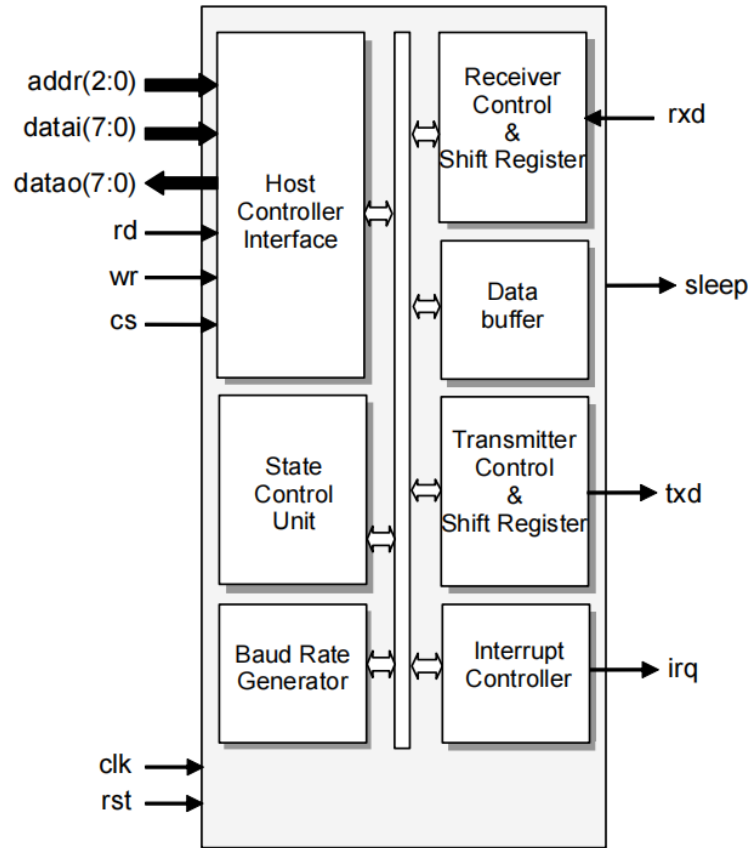 addr(2:0)
datai(7:0)
datao(7:0)
rd
wr
cs
Host
Controller
Interface
State
Control
Unit
Baud Rate
Generator
clk
rst
Receiver
Control
&
Shift Register
rxd
Data
buffer
sleep
Transmitter
Control
&
Shift Register
txd
Interrupt
Controller
irq